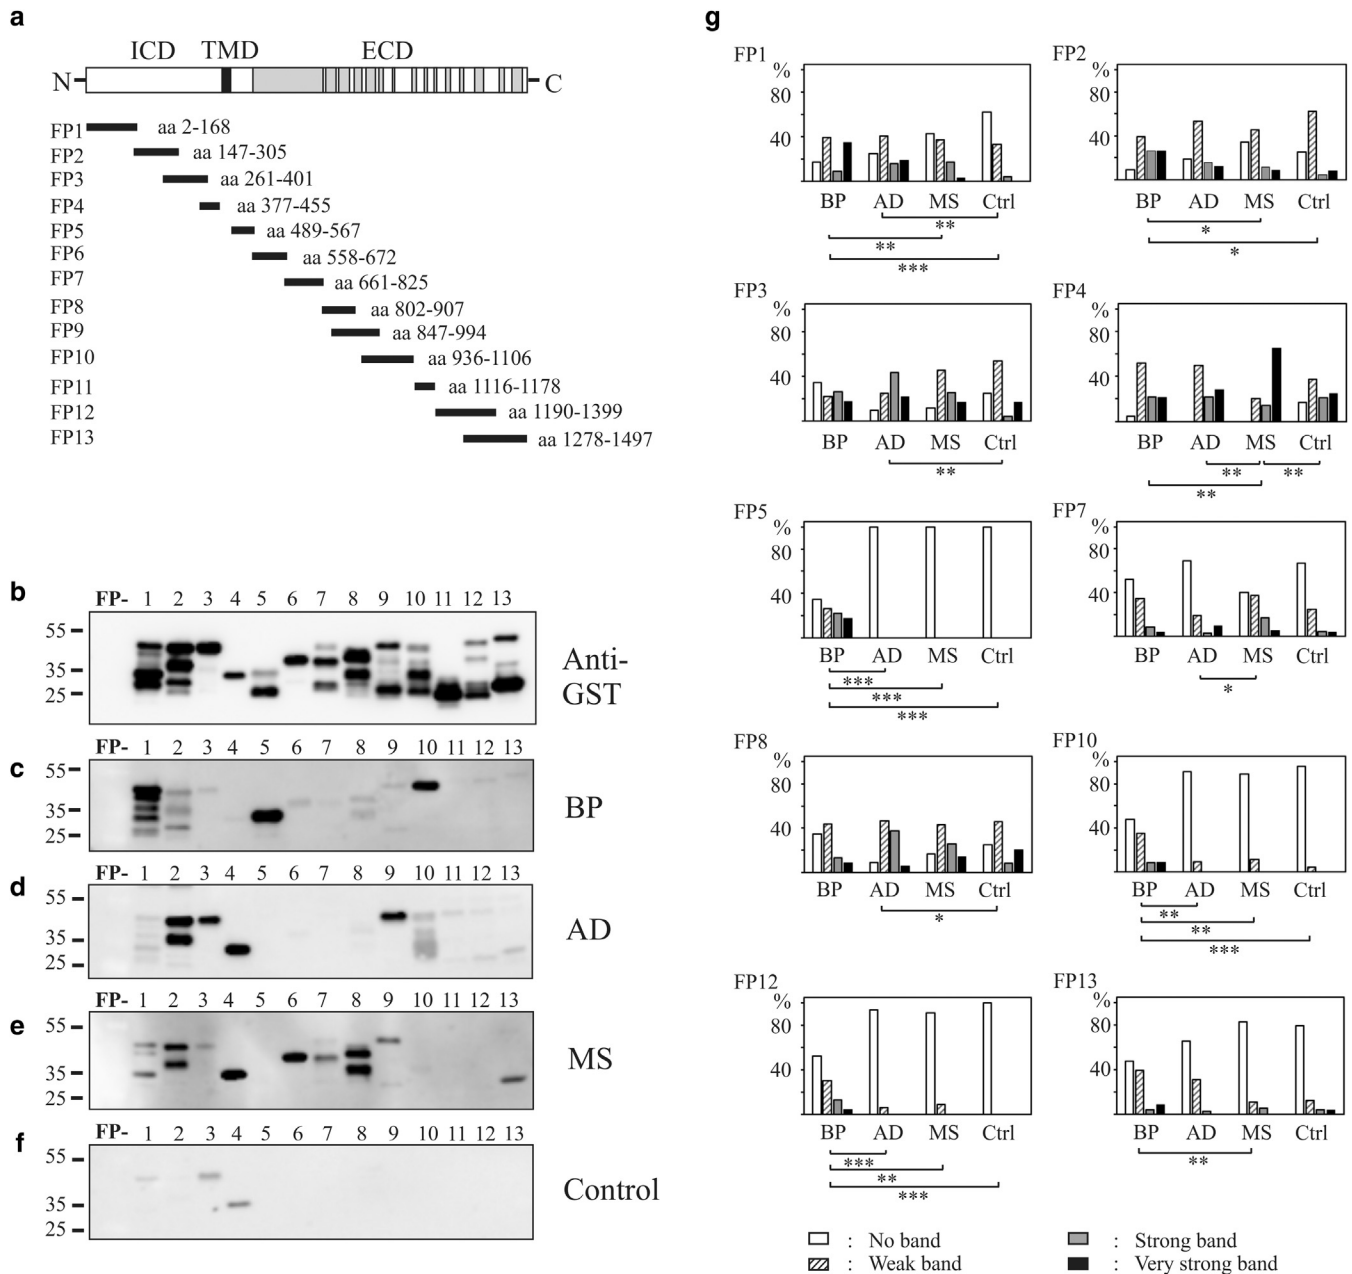 a
ICD TMD ECD
N C
FP1 aa 2-168
FP2 aa 147-305
FP3 aa 261-401
FP4 aa 377-455
FP5 aa 489-567
FP6 aa 558-672
FP7 aa 661-825
FP8 aa 802-907
FP9 aa 847-994
FP10 aa 936-1106
FP11 aa 1116-1178
FP12 aa 1190-1399
FP13 aa 1278-1497
b FP- 1 2 3 4 5 6 7 8 9 10 11 12 13
55
35
25
Anti-
GST
c FP- 1 2 3 4 5 6 7 8 9 10 11 12 13
55
35
25
BP
d FP- 1 2 3 4 5 6 7 8 9 10 11 12 13
55
35
25
AD
e FP- 1 2 3 4 5 6 7 8 9 10 11 12 13
55
35
25
MS
f FP- 1 2 3 4 5 6 7 8 9 10 11 12 13
55
35
25
Control
g
FP1
%
80
40
BP AD MS Ctrl
**
**
***
FP2
%
80
40
BP AD MS Ctrl
*
*
FP3
%
80
40
BP AD MS Ctrl
**
FP4
%
80
40
BP AD MS Ctrl
** **
**
FP5
%
80
40
BP AD MS Ctrl
***
***
***
FP7
%
80
40
BP AD MS Ctrl
*
FP8
%
80
40
BP AD MS Ctrl
*
FP10
%
80
40
BP AD MS Ctrl
**
**
***
FP12
%
80
40
BP AD MS Ctrl
***
**
***
FP13
%
80
40
BP AD MS Ctrl
**
: No band
: Weak band
: Strong band
: Very strong band